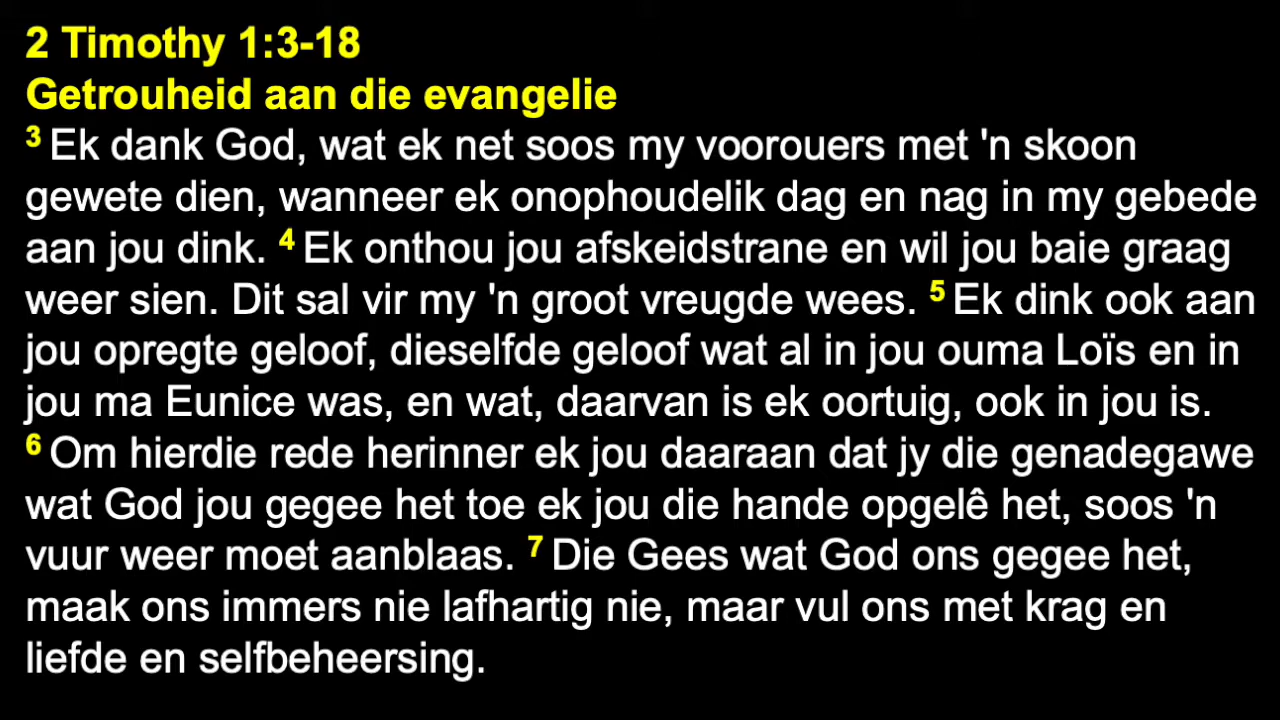 2 Timothy 1:3-18
Getrouheid aan die evangelie
3 Ek dank God, wat ek net soos my voorouers met 'n skoon
gewete dien, wanneer ek onophoudelik dag en nag in my gebede
aan jou dink. 4 Ek onthou jou afskeidstrane en wil jou baie graag
weer sien. Dit sal vir my 'n groot vreugde wees. 5 Ek dink ook aan
jou opregte geloof, dieselfde geloof wat al in jou ouma Loïs en in
jou ma Eunice was, en wat, daarvan is ek oortuig, ook in jou is.
6 Om hierdie rede herinner ek jou daaraan dat jy die genadegawe
wat God jou gegee het toe ek jou die hande opgelê het, soos 'n
vuur weer moet aanblaas. 7 Die Gees wat God ons gegee het,
maak ons immers nie lafhartig nie, maar vul ons met krag en
liefde en selfbeheersing.